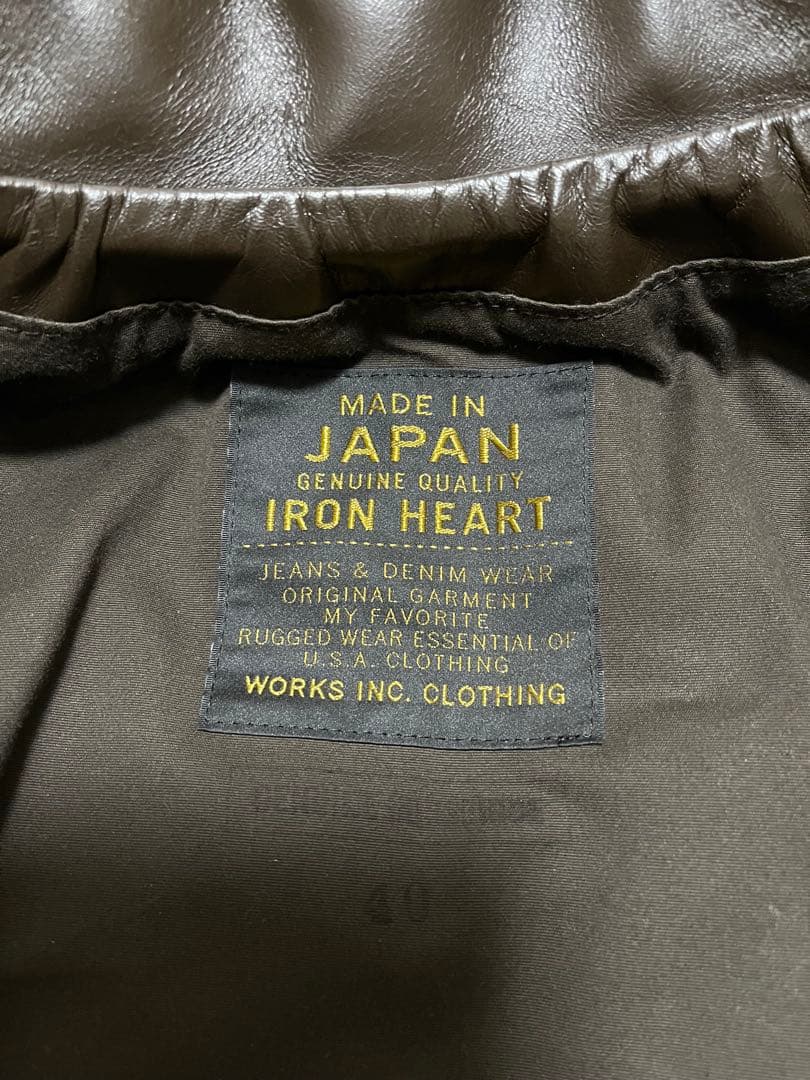 MADE IN
JAPAN
GENUINE QUALITY
IRON HEART
JEANS & DENIM WEAR
ORIGINAL GARMENT
MY FAVORITE
RUGGED WEAR ESSENTIAL OF
U.S.A. CLOTHING
WORKS INC. CLOTHING
40